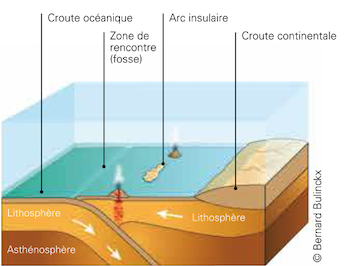 Croute océanique
Zone de
rencontre
(fosse)
Arc insulaire
Croute continentale
Lithosphère
Lithosphère
Asthénosphère
© Bernard Bulinckx